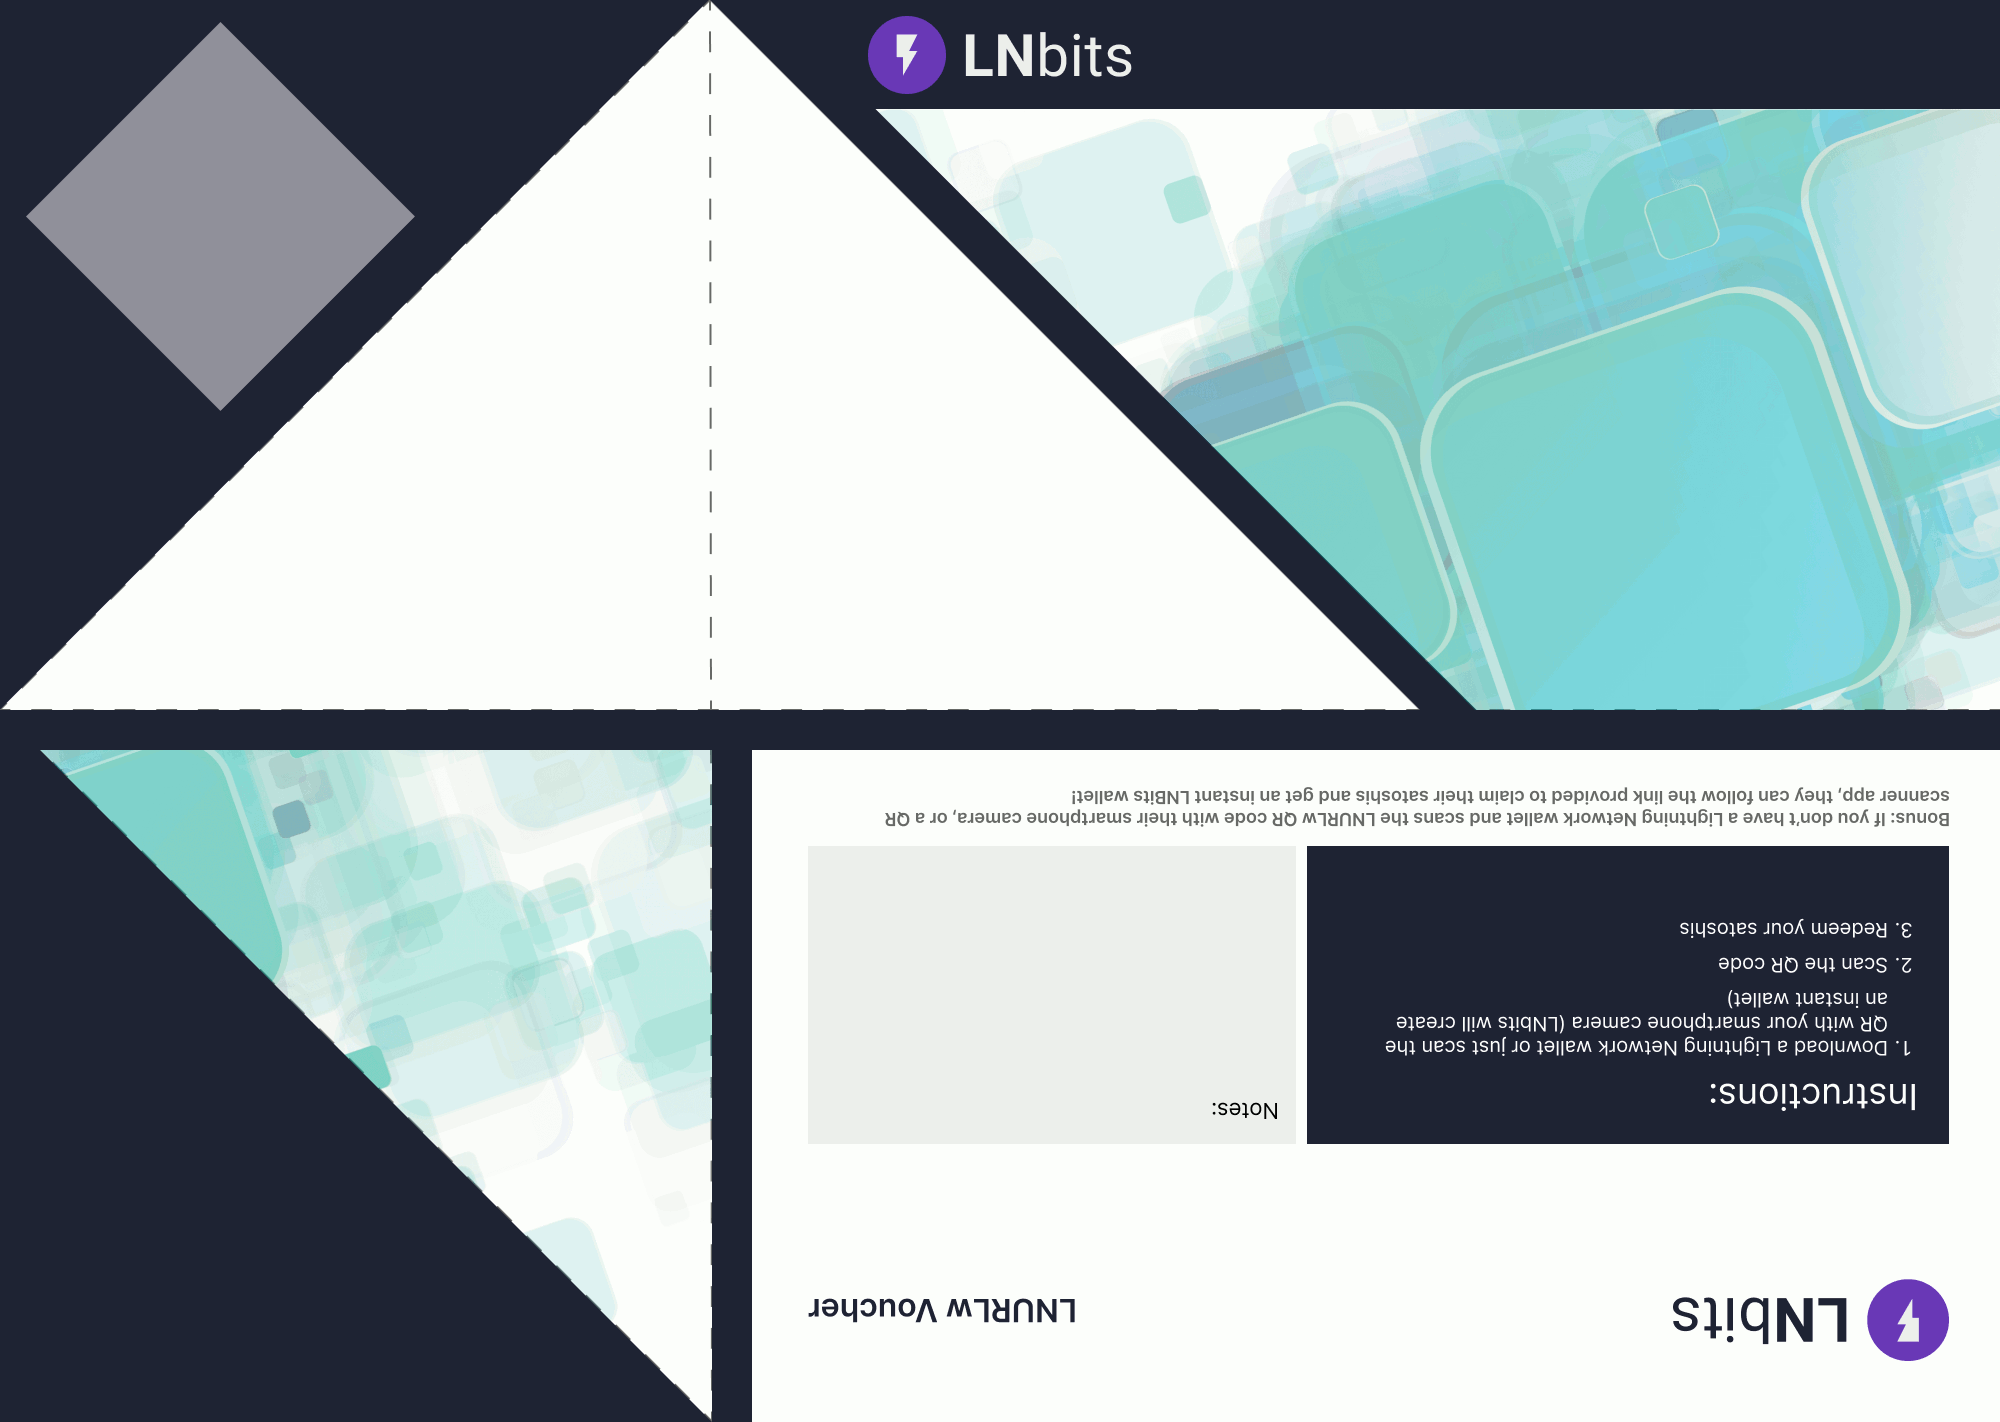 LNbits
LNbits
LNURLw Voucher
Instructions:
1. Download a Lightning Network wallet or just scan the
QR with your smartphone camera (LNbits will create
an instant wallet)
2. Scan the QR code
3. Redeem your satoshis
Notes:
Bonus: If you don't have a Lightning Network wallet and scans the LNURLw QR code with their smartphone camera, or a QR
scanner app, they can follow the link provided to claim their satoshis and get an instant LNBits wallet!